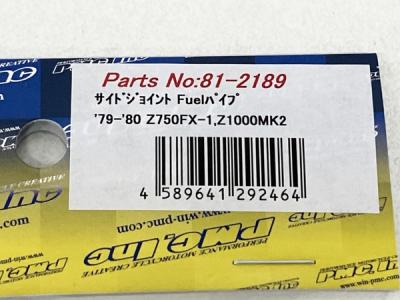 Parts No:81-2189
ｻｲﾄﾞｼﾞｮｲﾝﾄ Fuelﾊﾟｲﾌﾟ
'79-'80 Z750FX-1,Z1000MK2
4 589641 292464
PMC, Inc
PERFORMANCE MOTORCYCLE CREATIVE
www.win-pmc.com